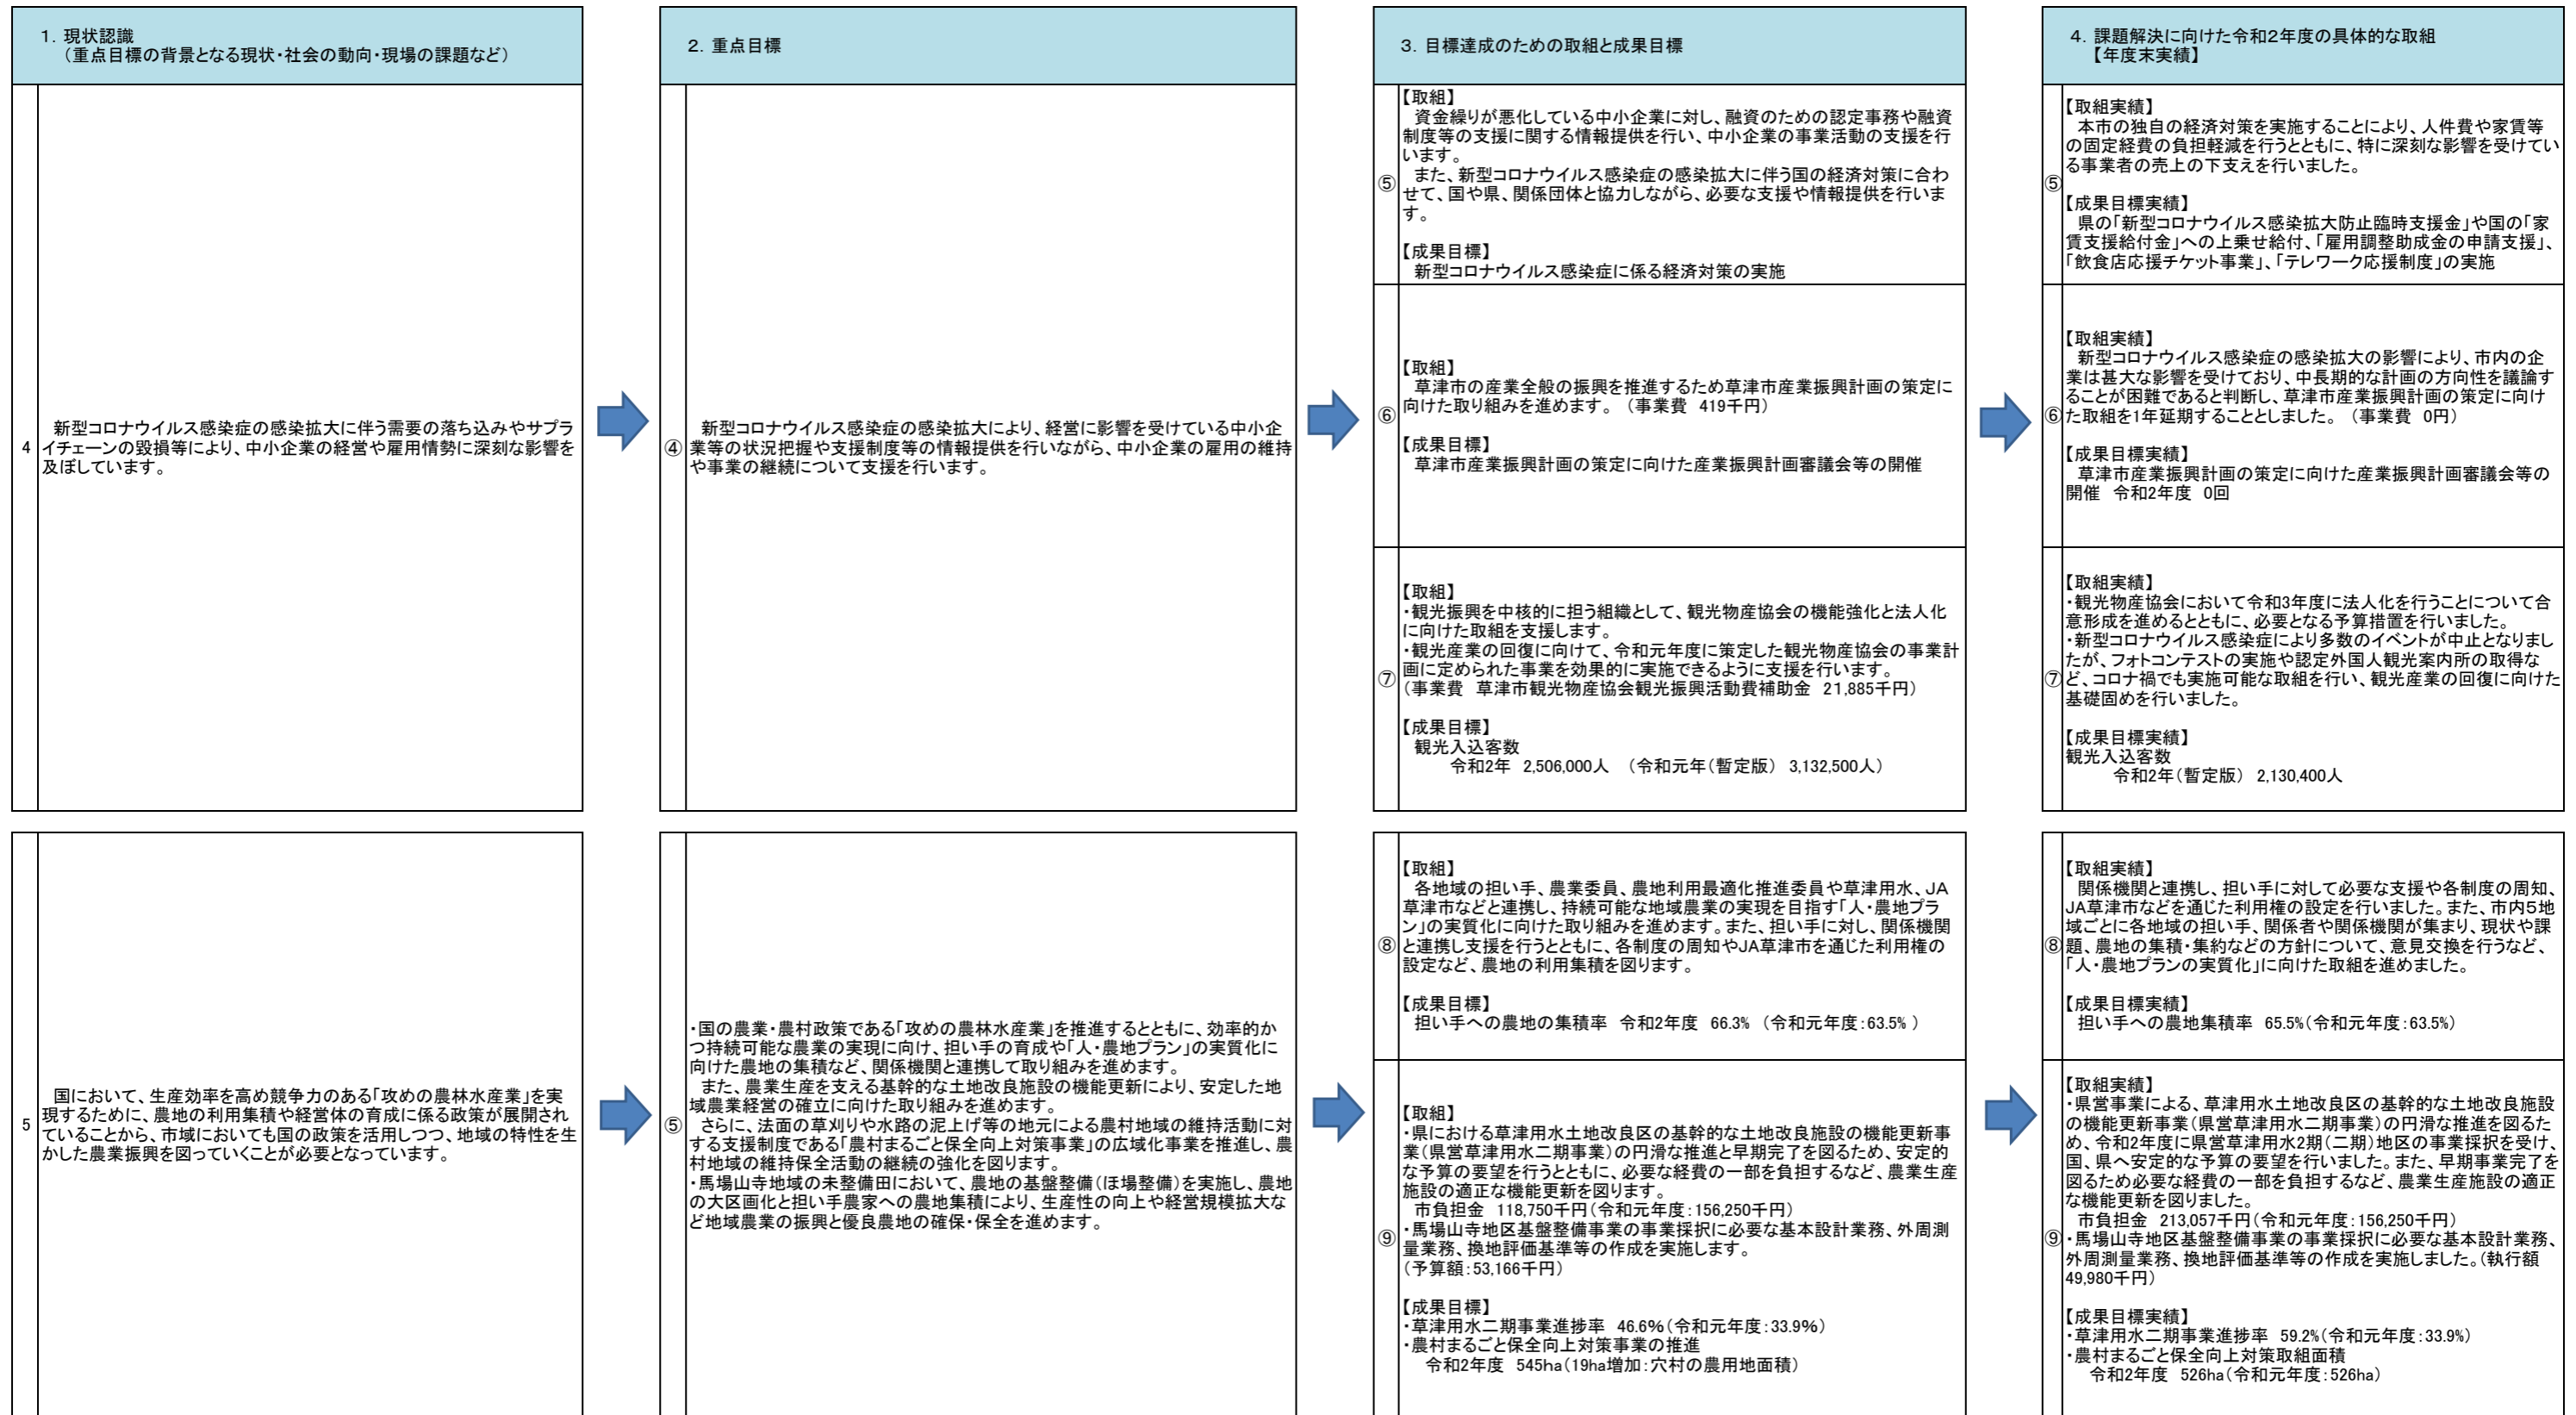 １．現状認識
（重点目標の背景となる現状・社会の動向・現場の課題など）
２．重点目標
３．目標達成のための取組と成果目標
４．課題解決に向けた令和２年度の具体的な取組
【年度末実績】
4
新型コロナウイルス感染症の感染拡大に伴う需要の落ち込みやサプラ
イチェーンの毀損等により、中小企業の経営や雇用情勢に深刻な影響を
及ぼしています。
④
新型コロナウイルス感染症の感染拡大により、経営に影響を受けている中小企
業等の状況把握や支援制度等の情報提供を行いながら、中小企業の雇用の維持
や事業の継続について支援を行います。
⑤
【取組】
資金繰りが悪化している中小企業に対し、融資のための認定事務や融資
制度等の支援に関する情報提供を行い、中小企業の事業活動の支援を行
います。
また、新型コロナウイルス感染症の感染拡大に伴う国の経済対策に合わ
せて、国や県、関係団体と協力しながら、必要な支援や情報提供を行いま
す。
【成果目標】
新型コロナウイルス感染症に係る経済対策の実施
⑤
【取組実績】
本市の独自の経済対策を実施することにより、人件費や家賃等
の固定経費の負担軽減を行うとともに、特に深刻な影響を受けてい
る事業者の売上の下支えを行いました。
【成果目標実績】
県の「新型コロナウイルス感染拡大防止臨時支援金」や国の「家
賃支援給付金」への上乗せ給付、「雇用調整助成金の申請支援」、
「飲食店応援チケット事業」、「テレワーク応援制度」の実施
⑥
【取組】
草津市の産業全般の振興を推進するため草津市産業振興計画の策定に
向けた取り組みを進めます。（事業費　419千円）
【成果目標】
草津市産業振興計画の策定に向けた産業振興計画審議会等の開催
⑥
【取組実績】
新型コロナウイルス感染症の感染拡大の影響により、市内の企
業は甚大な影響を受けており、中長期的な計画の方向性を議論す
ることが困難であると判断し、草津市産業振興計画の策定に向け
た取組を1年延期することとしました。（事業費　0円）
【成果目標実績】
草津市産業振興計画の策定に向けた産業振興計画審議会等の
開催　令和2年度　0回
⑦
【取組】
・観光振興を中核的に担う組織として、観光物産協会の機能強化と法人化
に向けた取組を支援します。
・観光産業の回復に向けて、令和元年度に策定した観光物産協会の事業計
画に定められた事業を効果的に実施できるように支援を行います。
（事業費　草津市観光物産協会観光振興活動費補助金　21,885千円）
【成果目標】
観光入込客数
令和2年　2,506,000人　（令和元年（暫定版）　3,132,500人）
⑦
【取組実績】
・観光物産協会において令和3年度に法人化を行うことについて合
意形成を進めるとともに、必要となる予算措置を行いました。
・新型コロナウイルス感染症により多数のイベントが中止となりまし
たが、フォトコンテストの実施や認定外国人観光案内所の取得な
ど、コロナ禍でも実施可能な取組を行い、観光産業の回復に向けた
基礎固めを行いました。
【成果目標実績】
観光入込客数
令和2年（暫定版）　2,130,400人
5
国において、生産効率を高め競争力のある「攻めの農林水産業」を実
現するために、農地の利用集積や経営体の育成に係る政策が展開され
ていることから、市域においても国の政策を活用しつつ、地域の特性を生
かした農業振興を図っていくことが必要となっています。
⑤
・国の農業・農村政策である「攻めの農林水産業」を推進するとともに、効率的か
つ持続可能な農業の実現に向け、担い手の育成や「人・農地プラン」の実質化に
向けた農地の集積など、関係機関と連携して取り組みを進めます。
また、農業生産を支える基幹的な土地改良施設の機能更新により、安定した地
域農業経営の確立に向けた取り組みを進めます。
さらに、法面の草刈りや水路の泥上げ等の地元による農村地域の維持活動に対
する支援制度である「農村まるごと保全向上対策事業」の広域化事業を推進し、農
村地域の維持保全活動の継続の強化を図ります。
・馬場山寺地域の未整備田において、農地の基盤整備（ほ場整備）を実施し、農地
の大区画化と担い手農家への農地集積により、生産性の向上や経営規模拡大な
ど地域農業の振興と優良農地の確保・保全を進めます。
⑧
【取組】
各地域の担い手、農業委員、農地利用最適化推進委員や草津用水、JA
草津市などと連携し、持続可能な地域農業の実現を目指す「人・農地プラ
ン」の実質化に向けた取り組みを進めます。また、担い手に対し、関係機関
と連携し支援を行うとともに、各制度の周知やJA草津市を通じた利用権の
設定など、農地の利用集積を図ります。
【成果目標】
担い手への農地の集積率　令和2年度　66.3%　（令和元年度：63.5%）
⑧
【取組実績】
関係機関と連携し、担い手に対して必要な支援や各制度の周知、
JA草津市などを通じた利用権の設定を行いました。また、市内5地
域ごとに各地域の担い手、関係者や関係機関が集まり、現状や課
題、農地の集積・集約などの方針について、意見交換を行うなど、
「人・農地プランの実質化」に向けた取組を進めました。
【成果目標実績】
担い手への農地集積率　65.5%（令和元年度：63.5%）
⑨
【取組】
・県における草津用水土地改良区の基幹的な土地改良施設の機能更新事
業（県営草津用水二期事業）の円滑な推進と早期完了を図るため、安定的
な予算の要望を行うとともに、必要な経費の一部を負担するなど、農業生産
施設の適正な機能更新を図ります。
市負担金　118,750千円（令和元年度：156,250千円）
・馬場山寺地区基盤整備事業の事業採択に必要な基本設計業務、外周測
量業務、換地評価基準等の作成を実施します。
（予算額：53,166千円）
【成果目標】
・草津用水二期事業進捗率　46.6%（令和元年度：33.9%）
・農村まるごと保全向上対策事業の推進
令和2年度　545ha（19ha増加：穴村の農用地面積）
⑨
【取組実績】
・県営事業による、草津用水土地改良区の基幹的な土地改良施設
の機能更新事業（県営草津用水二期事業）の円滑な推進を図るた
め、令和2年度に県営草津用水2期（二期）地区の事業採択を受け、
国、県へ安定的な予算の要望を行いました。また、早期事業完了を
図るため必要な経費の一部を負担するなど、農業生産施設の適正
な機能更新を図りました。
市負担金　213,057千円（令和元年度：156,250千円）
・馬場山寺地区基盤整備事業の事業採択に必要な基本設計業務、
外周測量業務、換地評価基準等の作成を実施しました。（執行額
49,980千円）
【成果目標実績】
・草津用水二期事業進捗率　59.2%（令和元年度：33.9%）
・農村まるごと保全向上対策取組面積
令和2年度　526ha（令和元年度：526ha）